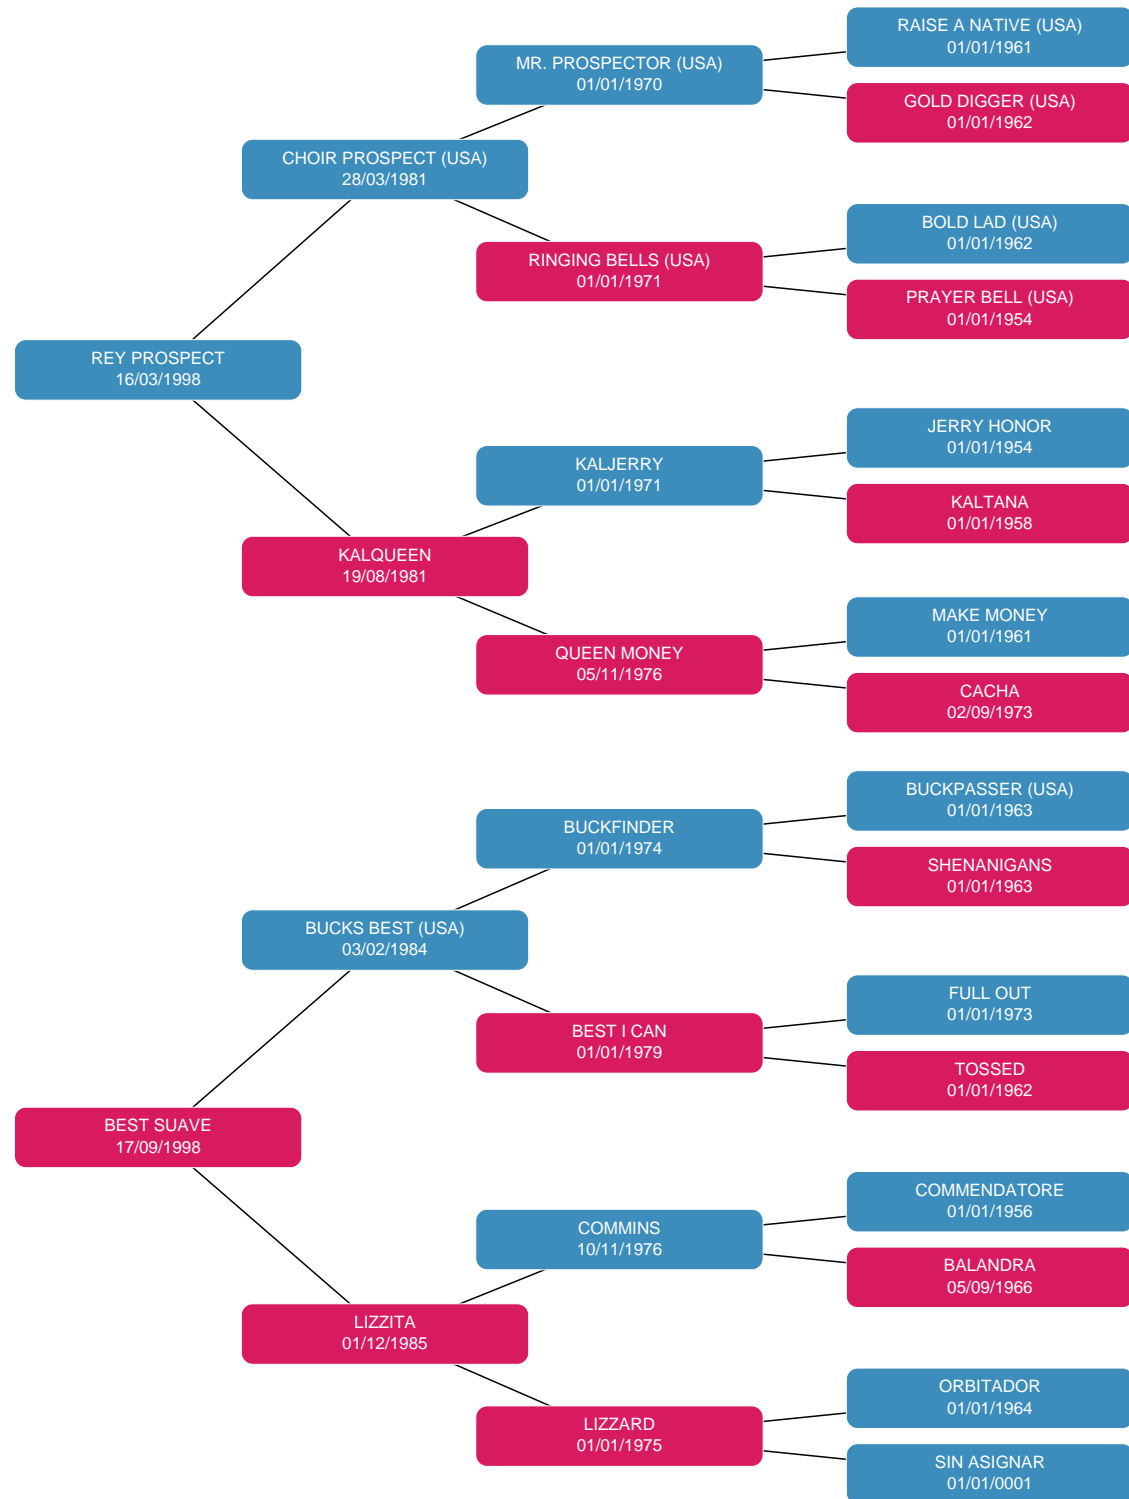 RAISE A NATIVE (USA)
01/01/1961
MR. PROSPECTOR (USA)
01/01/1970
GOLD DIGGER (USA)
01/01/1962
CHOIR PROSPECT (USA)
28/03/1981
BOLD LAD (USA)
01/01/1962
RINGING BELLS (USA)
01/01/1971
PRAYER BELL (USA)
01/01/1954
REY PROSPECT
16/03/1998
JERRY HONOR
01/01/1954
KALJERRY
01/01/1971
KALTANA
01/01/1958
KALQUEEN
19/08/1981
MAKE MONEY
01/01/1961
QUEEN MONEY
05/11/1976
CACHA
02/09/1973
BUCKPASSER (USA)
01/01/1963
BUCKFINDER
01/01/1974
SHENANIGANS
01/01/1963
BUCKS BEST (USA)
03/02/1984
FULL OUT
01/01/1973
BEST I CAN
01/01/1979
TOSSED
01/01/1962
BEST SUAVE
17/09/1998
COMMENDATORE
01/01/1956
COMMINS
10/11/1976
BALANDRA
05/09/1966
LIZZITA
01/12/1985
ORBITADOR
01/01/1964
LIZZARD
01/01/1975
SIN ASIGNAR
01/01/0001